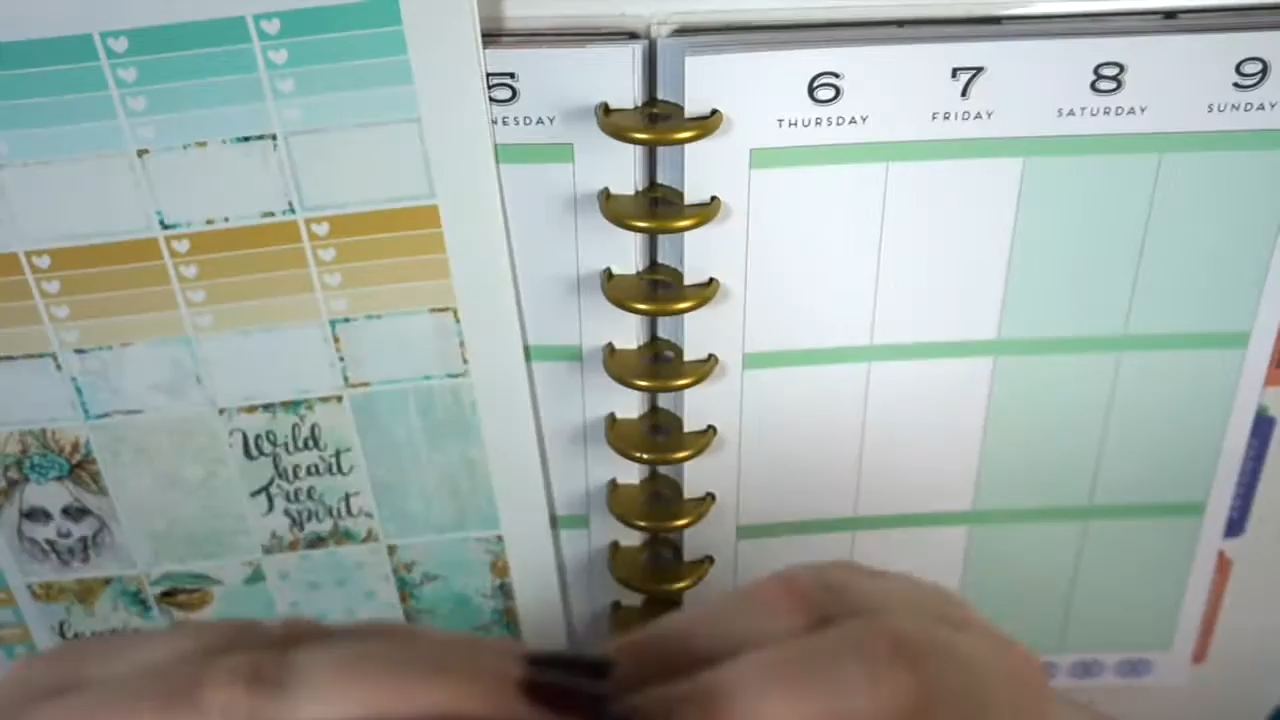 5
NESDAY
6
THURSDAY
7
FRIDAY
8
SATURDAY
9
SUNDAY
Wild
heart
Free
spirit